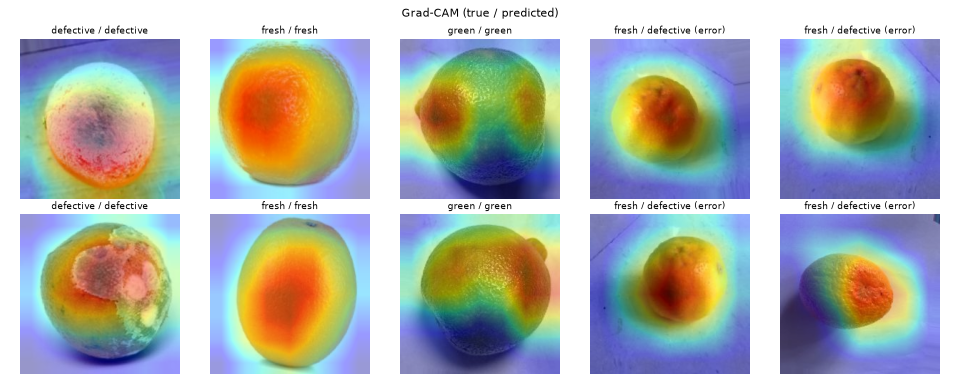 Grad-CAM (true / predicted)
defective / defective
fresh / fresh
green / green
fresh / defective (error)
fresh / defective (error)
defective / defective
fresh / fresh
green / green
fresh / defective (error)
fresh / defective (error)